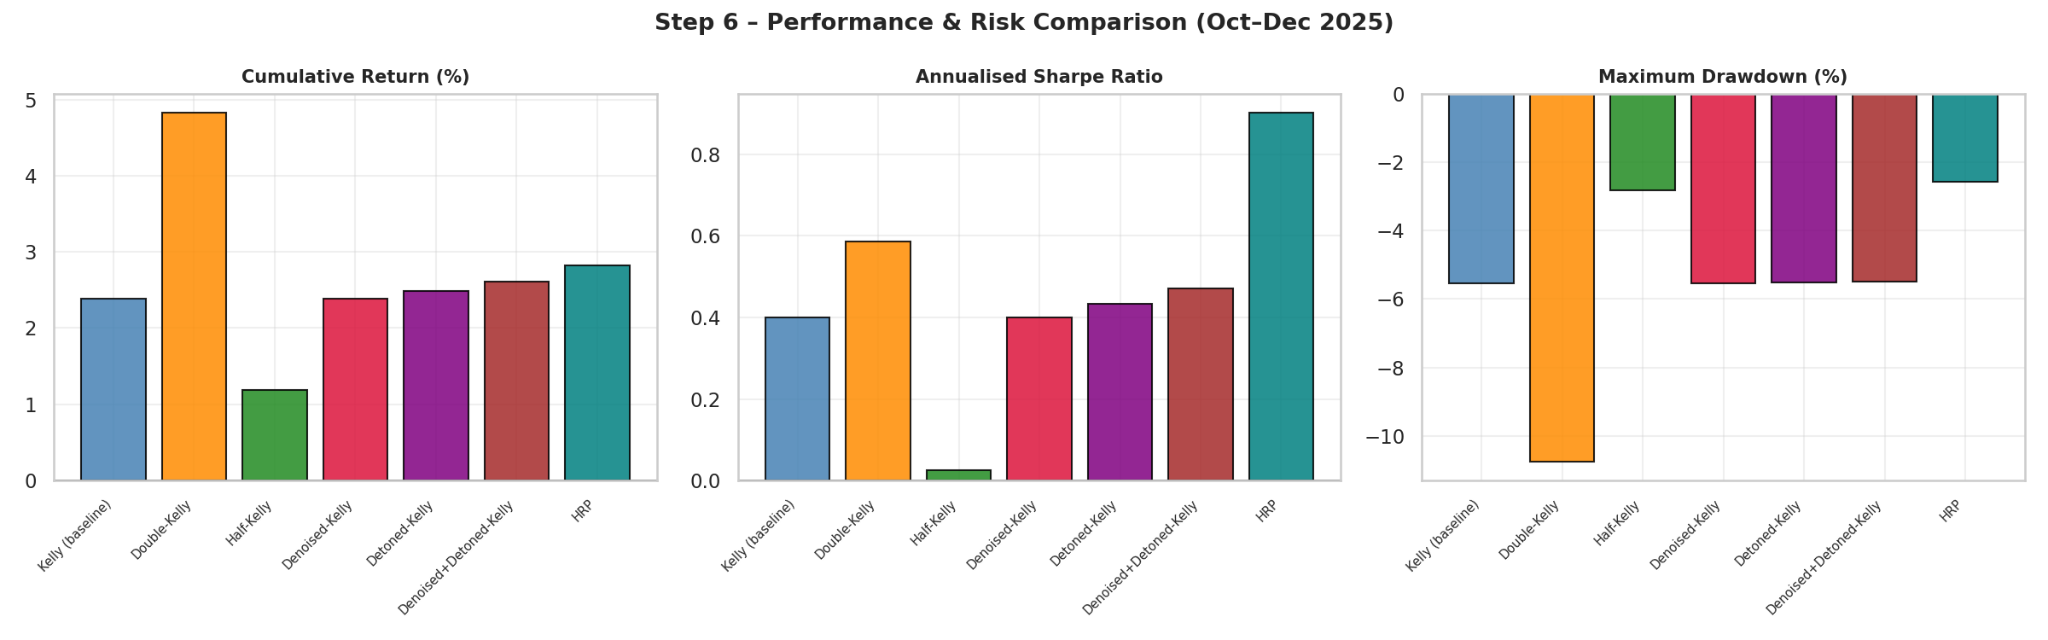 Step 6 – Performance & Risk Comparison (Oct–Dec 2025)
Cumulative Return (%)
5
4
3
2
1
0
Kelly (baseline)
Double-Kelly
Half-Kelly
Denoised-Kelly
Detoned-Kelly
Denoised+Detoned-Kelly
HRP
Annualised Sharpe Ratio
0.8
0.6
0.4
0.2
0.0
Kelly (baseline)
Double-Kelly
Half-Kelly
Denoised-Kelly
Detoned-Kelly
Denoised+Detoned-Kelly
HRP
Maximum Drawdown (%)
0
−2
−4
−6
−8
−10
Kelly (baseline)
Double-Kelly
Half-Kelly
Denoised-Kelly
Detoned-Kelly
Denoised+Detoned-Kelly
HRP